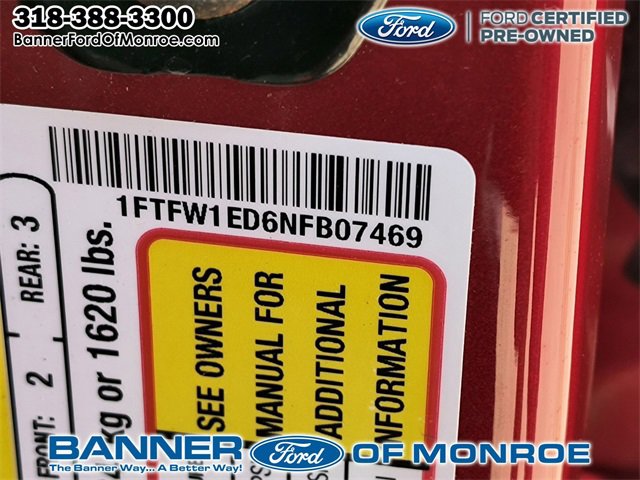 318-388-3300
BannerFordOfMonroe.com
Ford
FORD CERTIFIED
PRE-OWNED
1FTFW1ED6NFB07469
FRONT: 2 REAR: 3
kg or 1620 lbs.
SEE OWNERS
MANUAL FOR
ADDITIONAL
INFORMATION
BANNER Ford OF MONROE
The Banner Way... A Better Way!